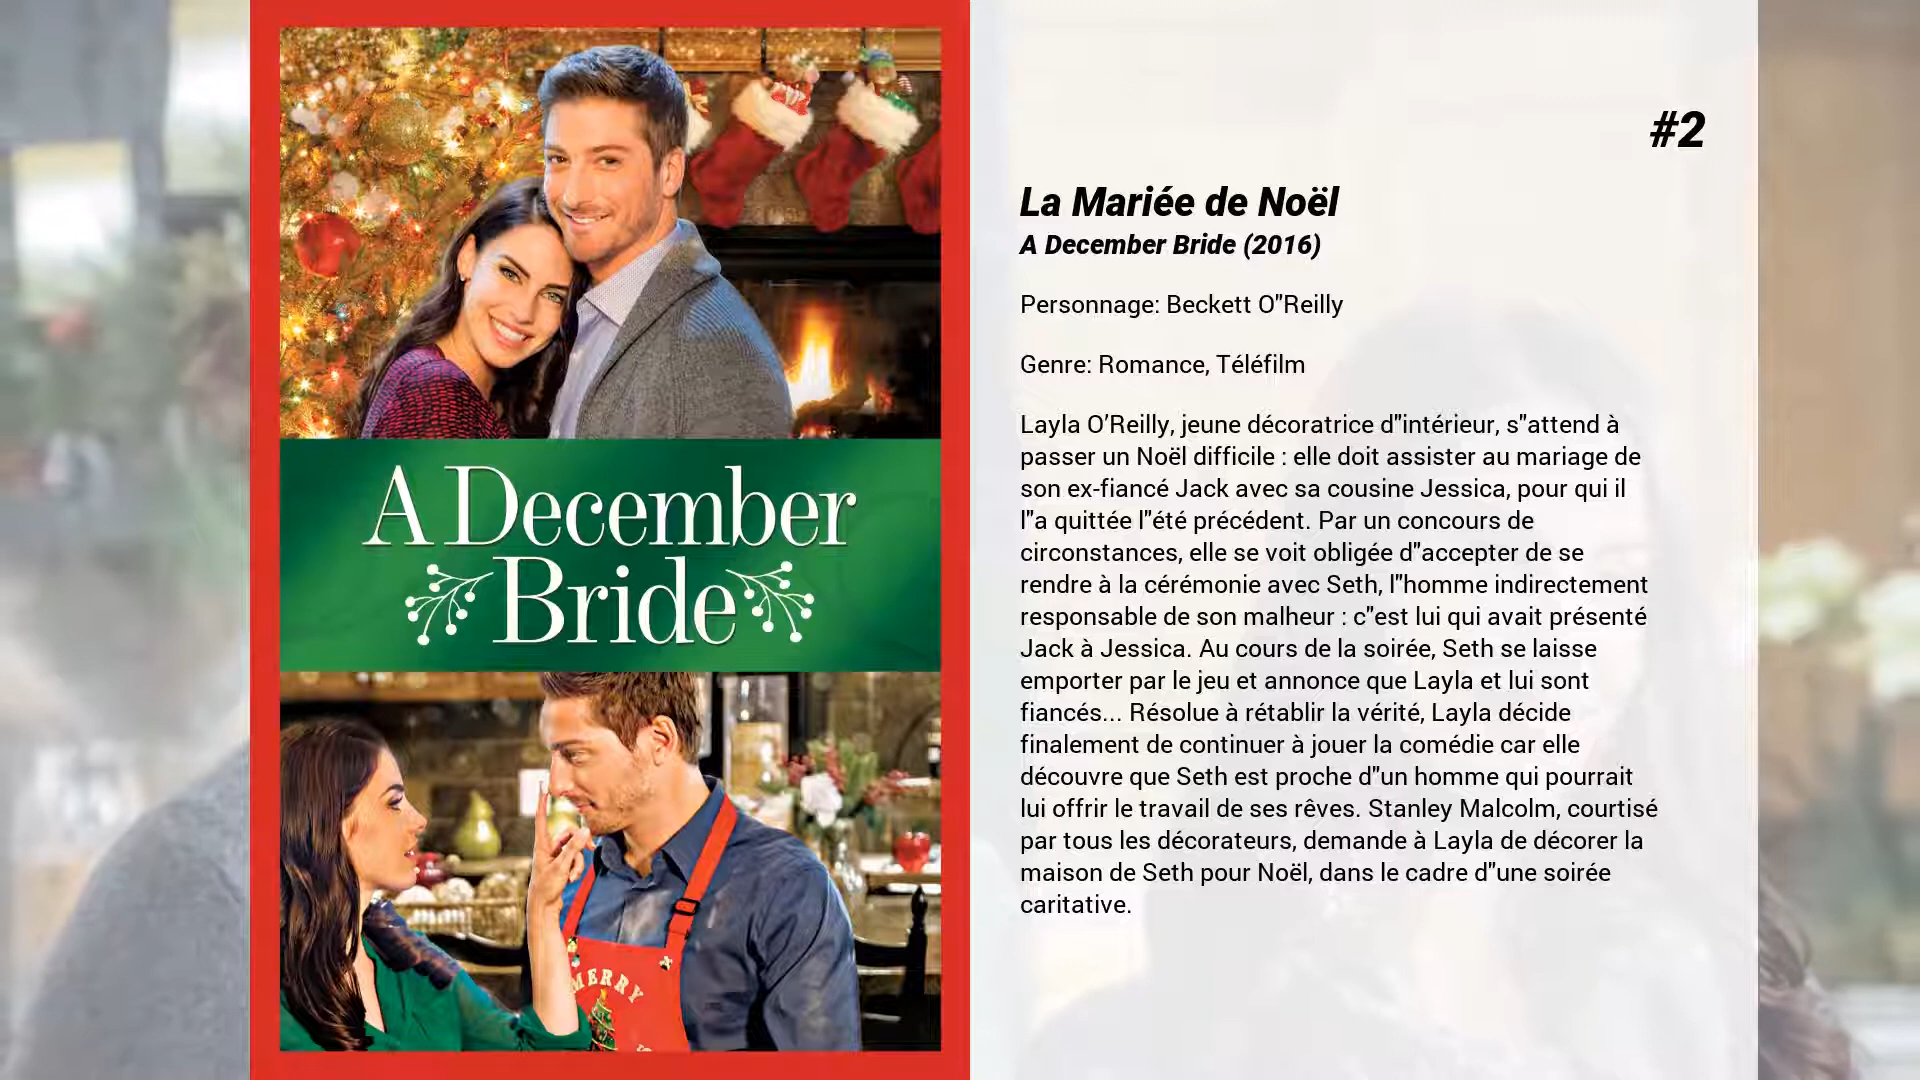 A December
Bride
MERRY
#2
La Mariée de Noël
A December Bride (2016)
Personnage: Beckett O"Reilly
Genre: Romance, Téléfilm
Layla O’Reilly, jeune décoratrice d"intérieur, s"attend à
passer un Noël difficile : elle doit assister au mariage de
son ex-fiancé Jack avec sa cousine Jessica, pour qui il
l"a quittée l"été précédent. Par un concours de
circonstances, elle se voit obligée d"accepter de se
rendre à la cérémonie avec Seth, l"homme indirectement
responsable de son malheur : c"est lui qui avait présenté
Jack à Jessica. Au cours de la soirée, Seth se laisse
emporter par le jeu et annonce que Layla et lui sont
fiancés... Résolue à rétablir la vérité, Layla décide
finalement de continuer à jouer la comédie car elle
découvre que Seth est proche d"un homme qui pourrait
lui offrir le travail de ses rêves. Stanley Malcolm, courtisé
par tous les décorateurs, demande à Layla de décorer la
maison de Seth pour Noël, dans le cadre d"une soirée
caritative.